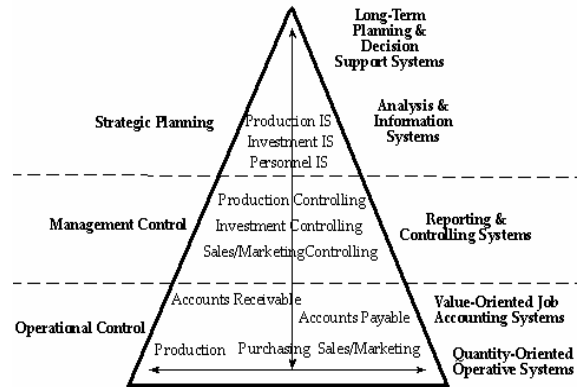 Long-Term
Planning &
Decision
Support Systems
Strategic Planning
Production IS
Investment IS
Personnel IS
Analysis &
Information
Systems
Management Control
Production Controlling
Investment Controlling
Sales/MarketingControlling
Reporting &
Controlling Systems
Operational Control
Accounts Receivable
Accounts Payable
Value-Oriented Job
Accounting Systems
Production Purchasing Sales/Marketing
Quantity-Oriented
Operative Systems